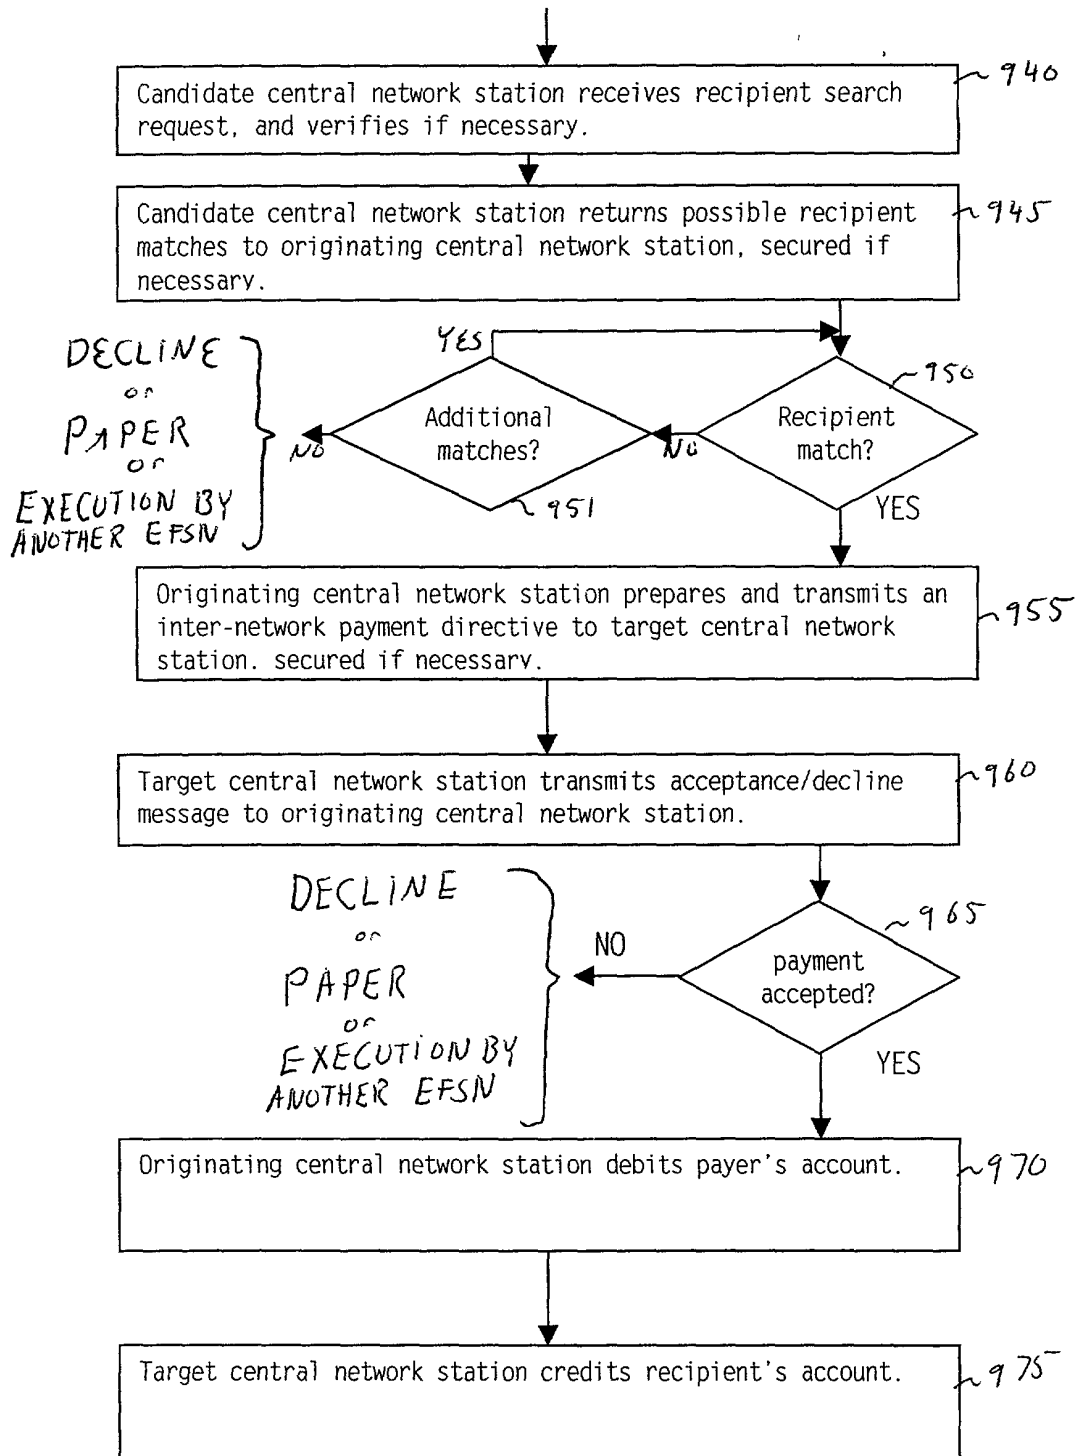 940
Candidate central network station receives recipient search
request, and verifies if necessary.
945
Candidate central network station returns possible recipient
matches to originating central network station, secured if
necessary.
YES
DECLINE
or
PAPER
or
EXECUTION BY
ANOTHER EFSN
NO
Additional
matches?
951
NO
950
Recipient
match?
YES
955
Originating central network station prepares and transmits an
inter-network payment directive to target central network
station. secured if necessary.
960
Target central network station transmits acceptance/decline
message to originating central network station.
DECLINE
or
PAPER
or
EXECUTION BY
ANOTHER EFSN
NO
965
payment
accepted?
YES
970
Originating central network station debits payer's account.
975
Target central network station credits recipient's account.